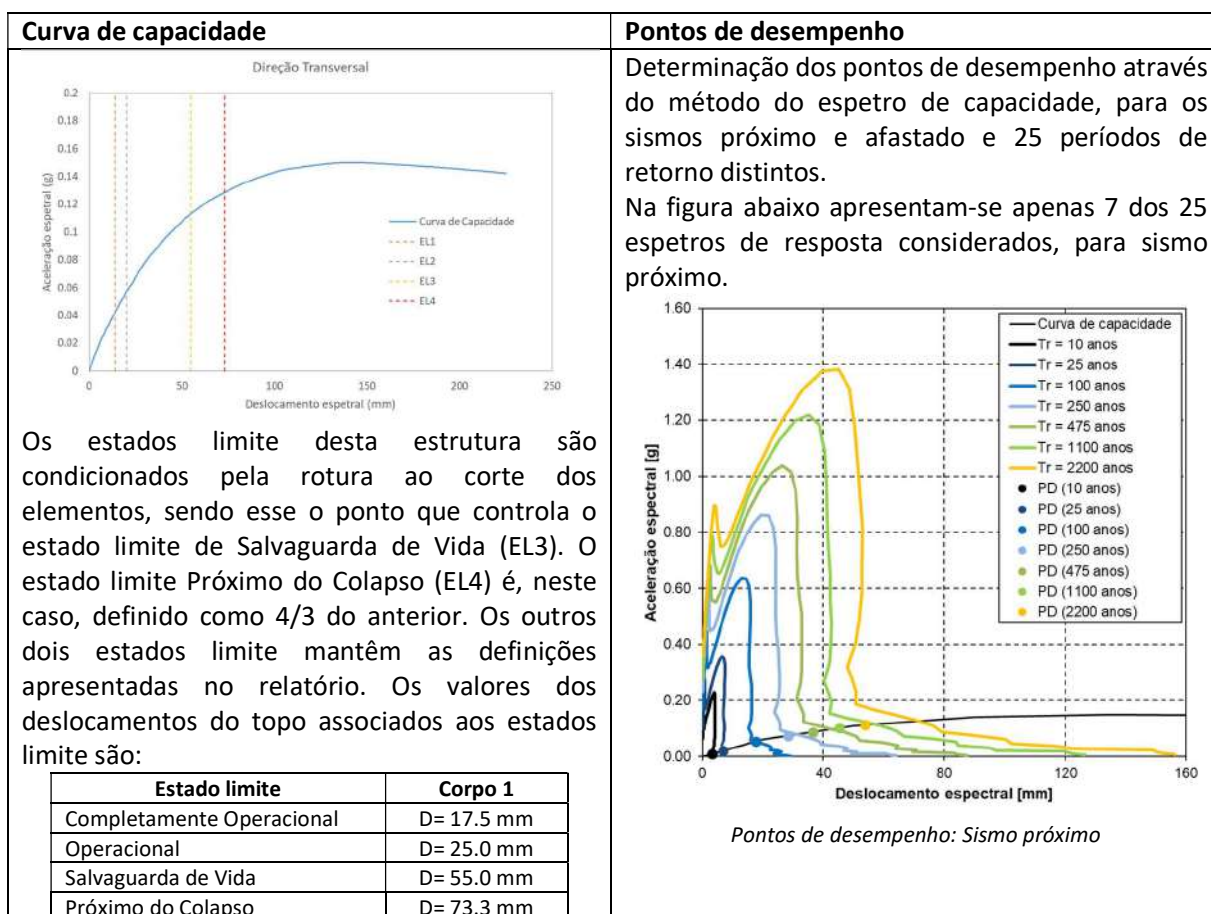 Curva de capacidade
Direção Transversal
0.2
0.18
0.16
0.14
0.12
0.1
0.08
0.06
0.04
0.02
0
Aceleração espetral (g)
Curva de Capacidade
EL1
EL2
EL3
EL4
0 50 100 150 200 250
Deslocamento espetral (mm)
Os estados limite desta estrutura são
condicionados pela rotura ao corte dos
elementos, sendo esse o ponto que controla o
estado limite de Salvaguarda de Vida (EL3). O
estado limite Próximo do Colapso (EL4) é, neste
caso, definido como 4/3 do anterior. Os outros
dois estados limite mantêm as definições
apresentadas no relatório. Os valores dos
deslocamentos do topo associados aos estados
limite são:
Estado limite Corpo 1
Completamente Operacional D= 17.5 mm
Operacional D= 25.0 mm
Salvaguarda de Vida D= 55.0 mm
Próximo do Colapso D= 73.3 mm
Pontos de desempenho
Determinação dos pontos de desempenho através
do método do espetro de capacidade, para os
sismos próximo e afastado e 25 períodos de
retorno distintos.
Na figura abaixo apresentam-se apenas 7 dos 25
espetros de resposta considerados, para sismo
próximo.
1.60
1.40
1.20
1.00
0.80
0.60
0.40
0.20
0.00
Aceleração espectral [g]
Curva de capacidade
Tr = 10 anos
Tr = 25 anos
Tr = 100 anos
Tr = 250 anos
Tr = 475 anos
Tr = 1100 anos
Tr = 2200 anos
PD (10 anos)
PD (25 anos)
PD (100 anos)
PD (250 anos)
PD (475 anos)
PD (1100 anos)
PD (2200 anos)
0 40 80 120 160
Deslocamento espectral [mm]
Pontos de desempenho: Sismo próximo